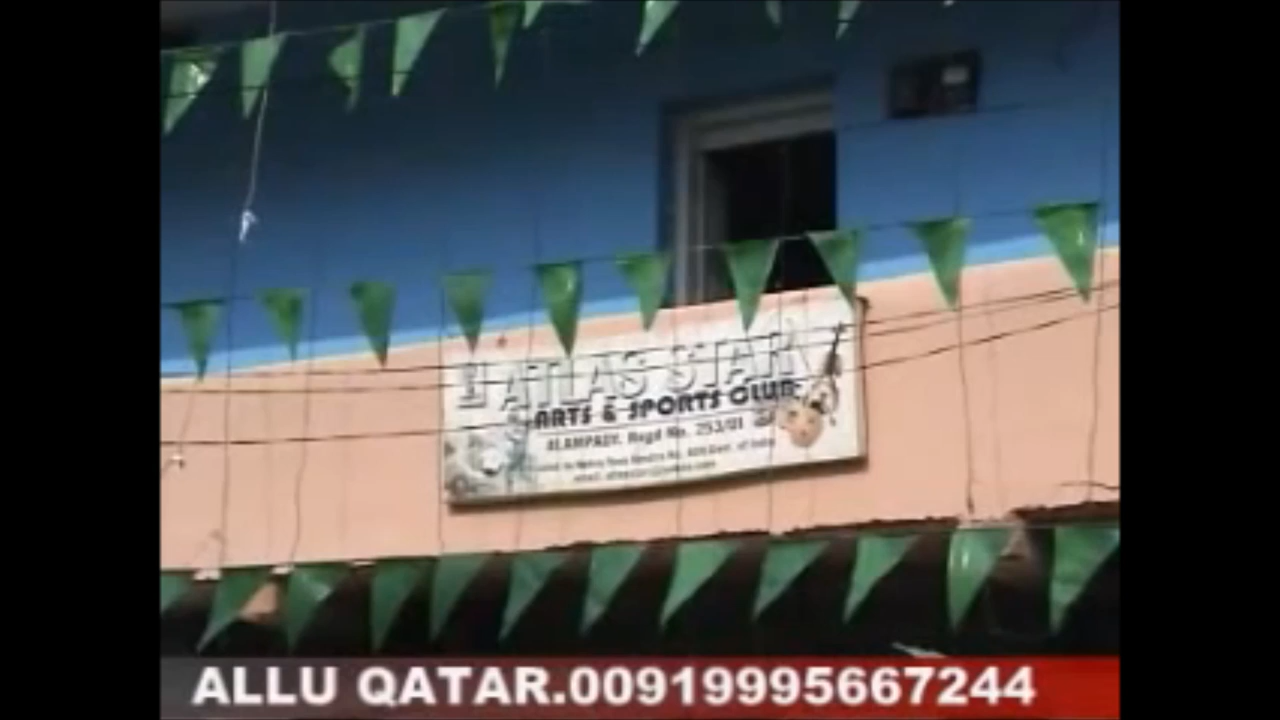 ATLAS STAR
ARTS & SPORTS CLUB
ALAMPADY. Regd No. 253/01
ALLU QATAR.00919995667244